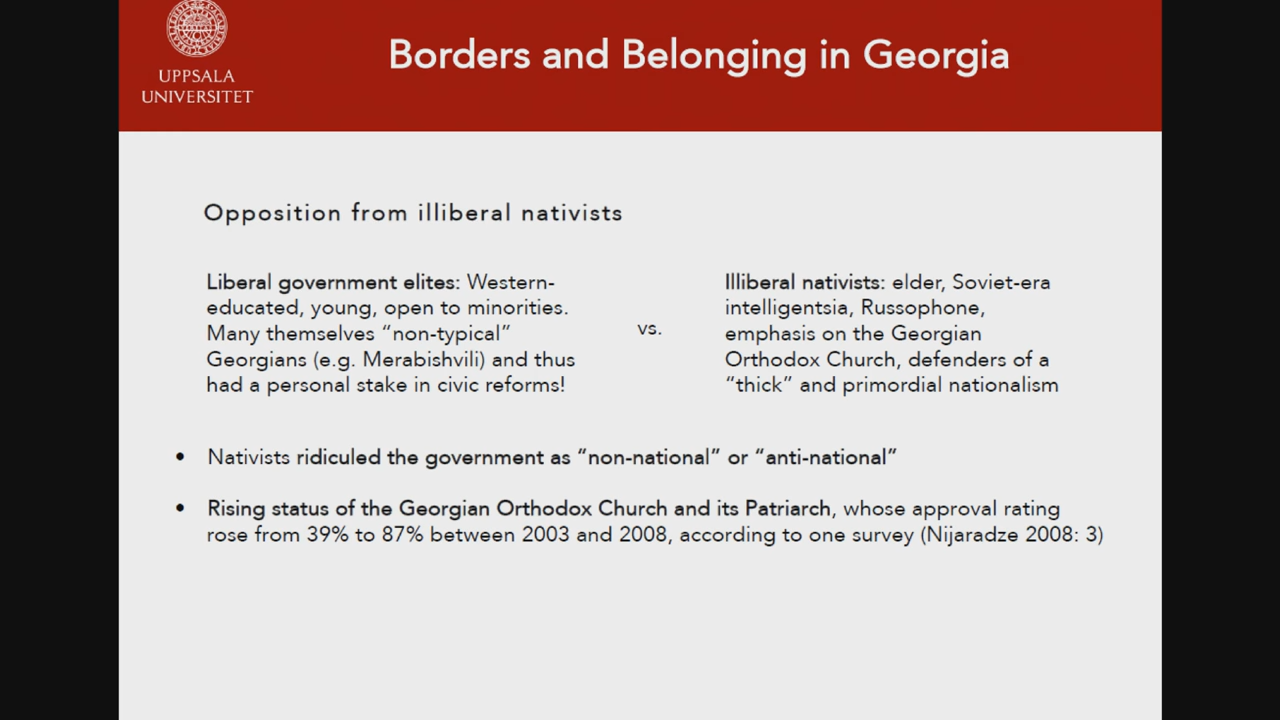 UPPSALA
UNIVERSITET
Borders and Belonging in Georgia
Opposition from illiberal nativists
Liberal government elites: Western-
educated, young, open to minorities.
Many themselves “non-typical”
Georgians (e.g. Merabishvili) and thus
had a personal stake in civic reforms!
vs.
Illiberal nativists: elder, Soviet-era
intelligentsia, Russophone,
emphasis on the Georgian
Orthodox Church, defenders of a
“thick” and primordial nationalism
• Nativists ridiculed the government as “non-national” or “anti-national”
• Rising status of the Georgian Orthodox Church and its Patriarch, whose approval rating
rose from 39% to 87% between 2003 and 2008, according to one survey (Nijaradze 2008: 3)